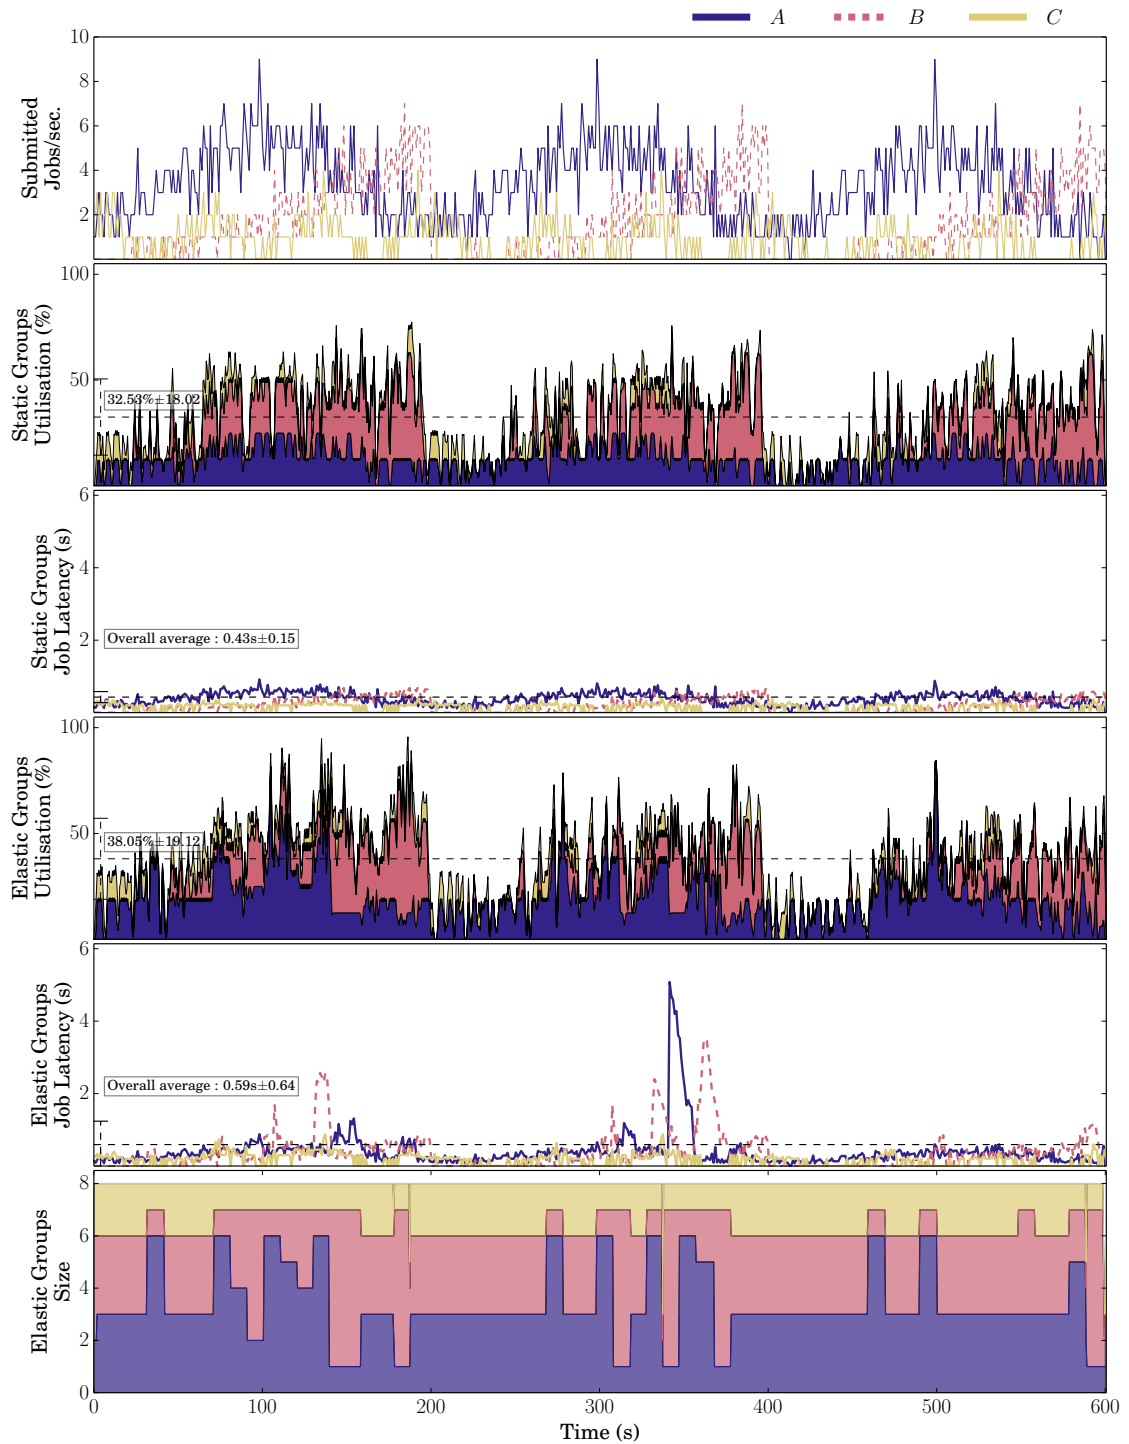 A B C
10
8
6
4
2
Submitted
Jobs/sec.
100
50
Static Groups
Utilisation (%)
32.53%±18.02
6
4
2
Static Groups
Job Latency (s)
Overall average : 0.43s±0.15
100
50
Elastic Groups
Utilisation (%)
38.05%±19.12
6
4
2
Elastic Groups
Job Latency (s)
Overall average : 0.59s±0.64
8
6
4
2
0
Elastic Groups
Size
0 100 200 300 400 500 600
Time (s)